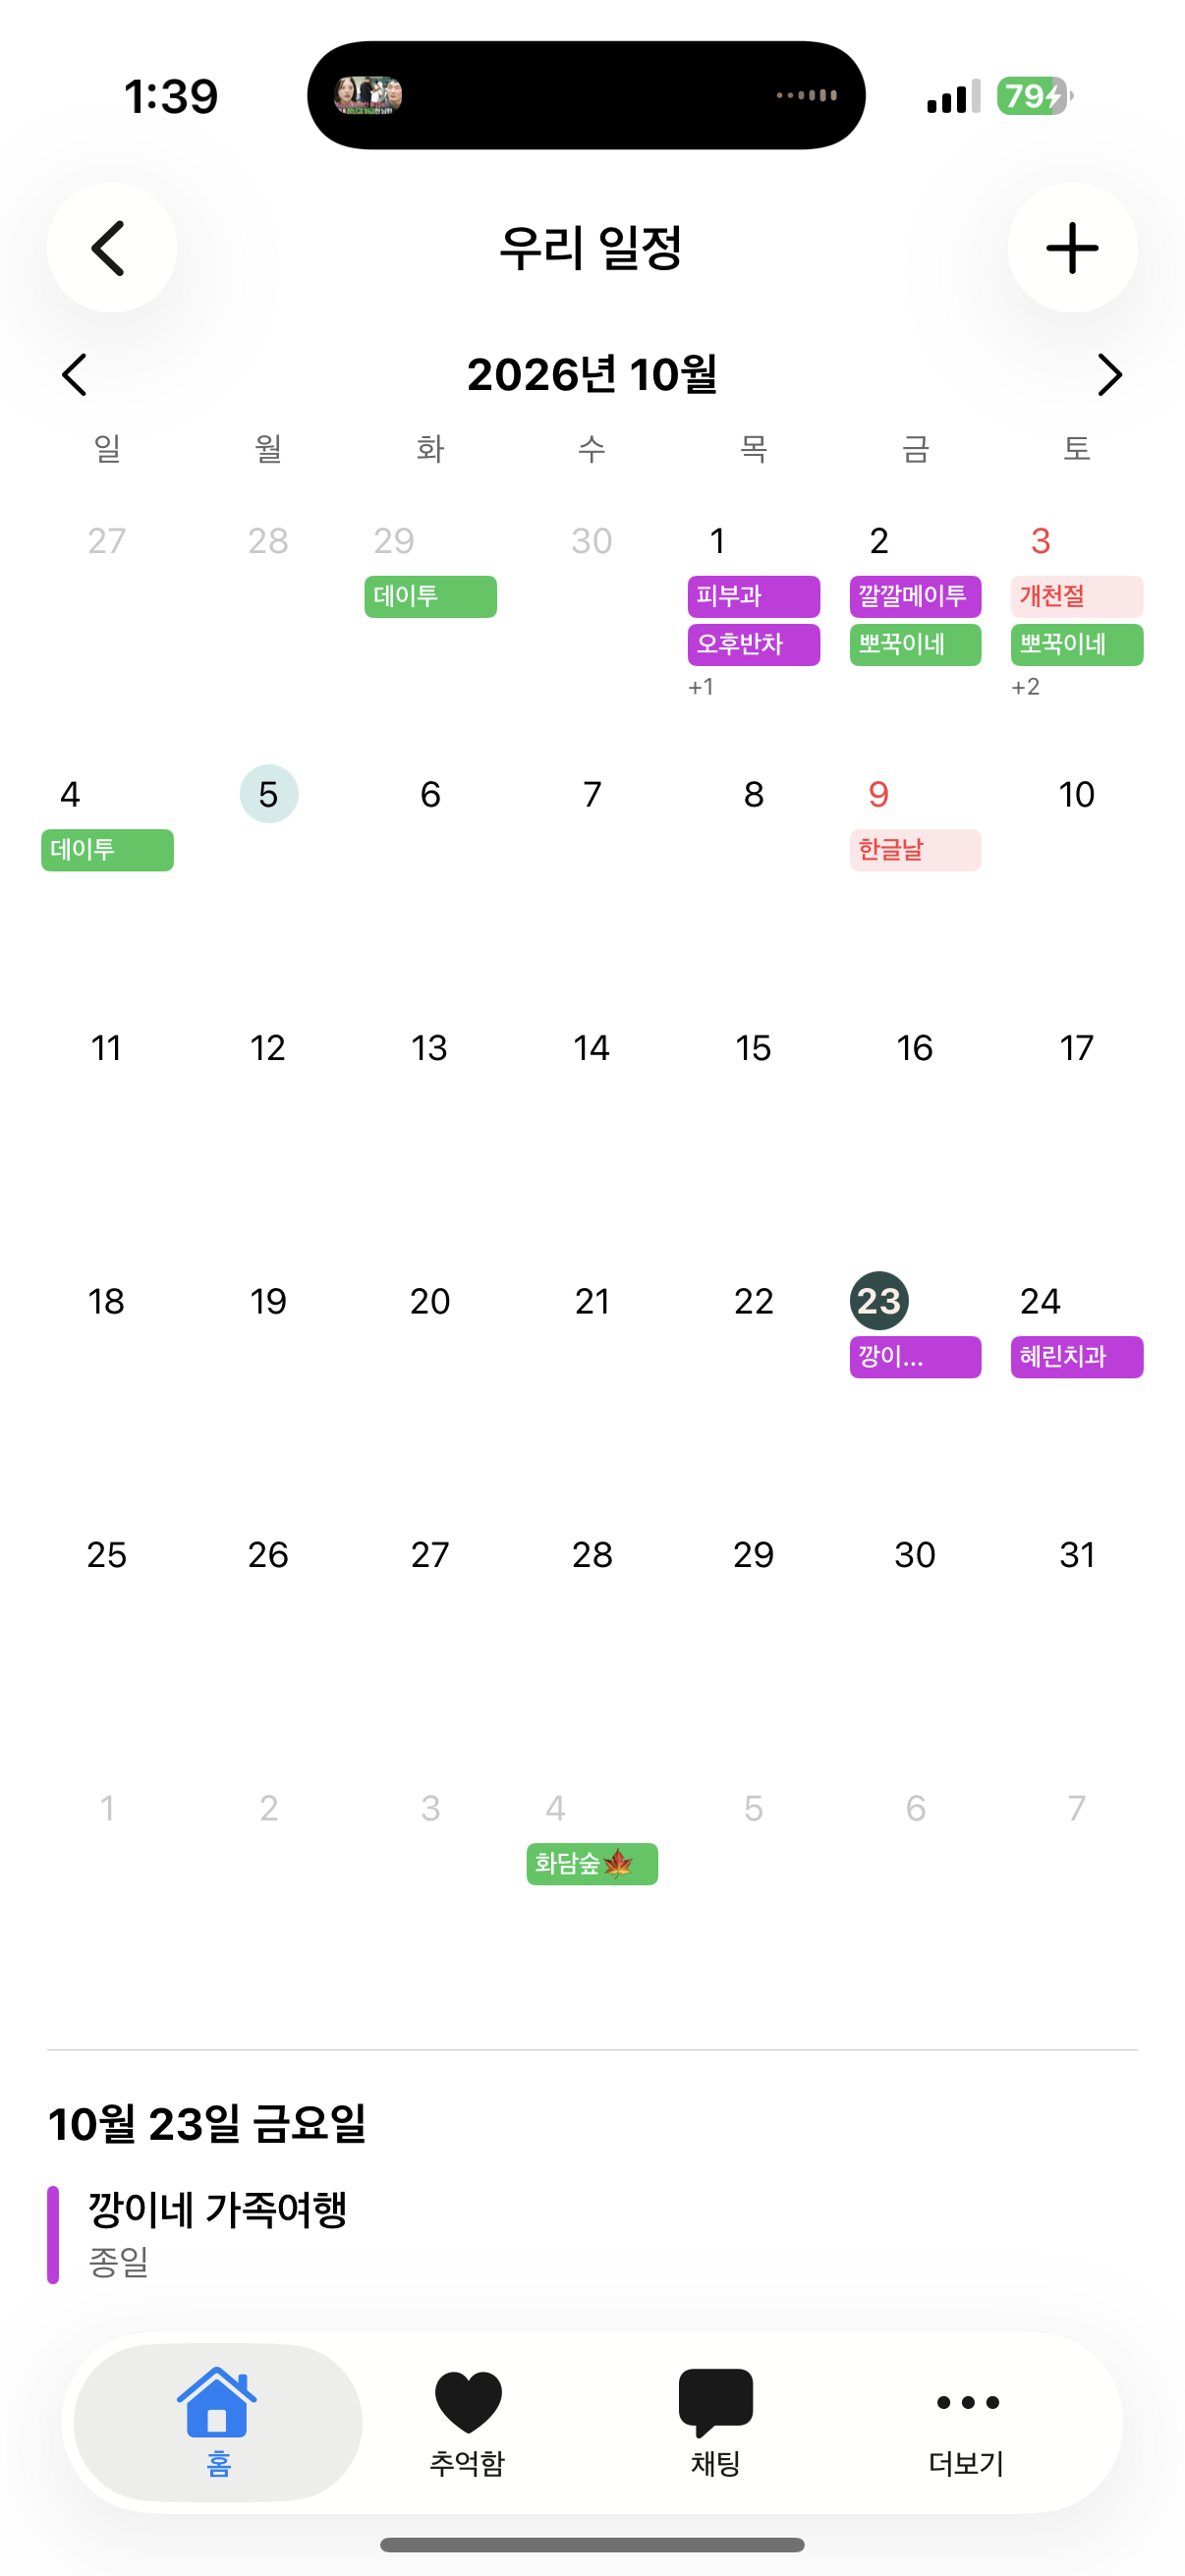 1:39
79
우리 일정
2026년 10월
일 월 화 수 목 금 토
27 28 29 30 1 2 3
데이투 피부과 깔깔메이투 개천절
오후반차 뽀꾹이네 뽀꾹이네
+1 +2
4 5 6 7 8 9 10
데이투 한글날
11 12 13 14 15 16 17
18 19 20 21 22 23 24
깡이... 혜린치과
25 26 27 28 29 30 31
1 2 3 4 5 6 7
화담숲🍁
10월 23일 금요일
깡이네 가족여행
종일
홈 추억함 채팅 더보기